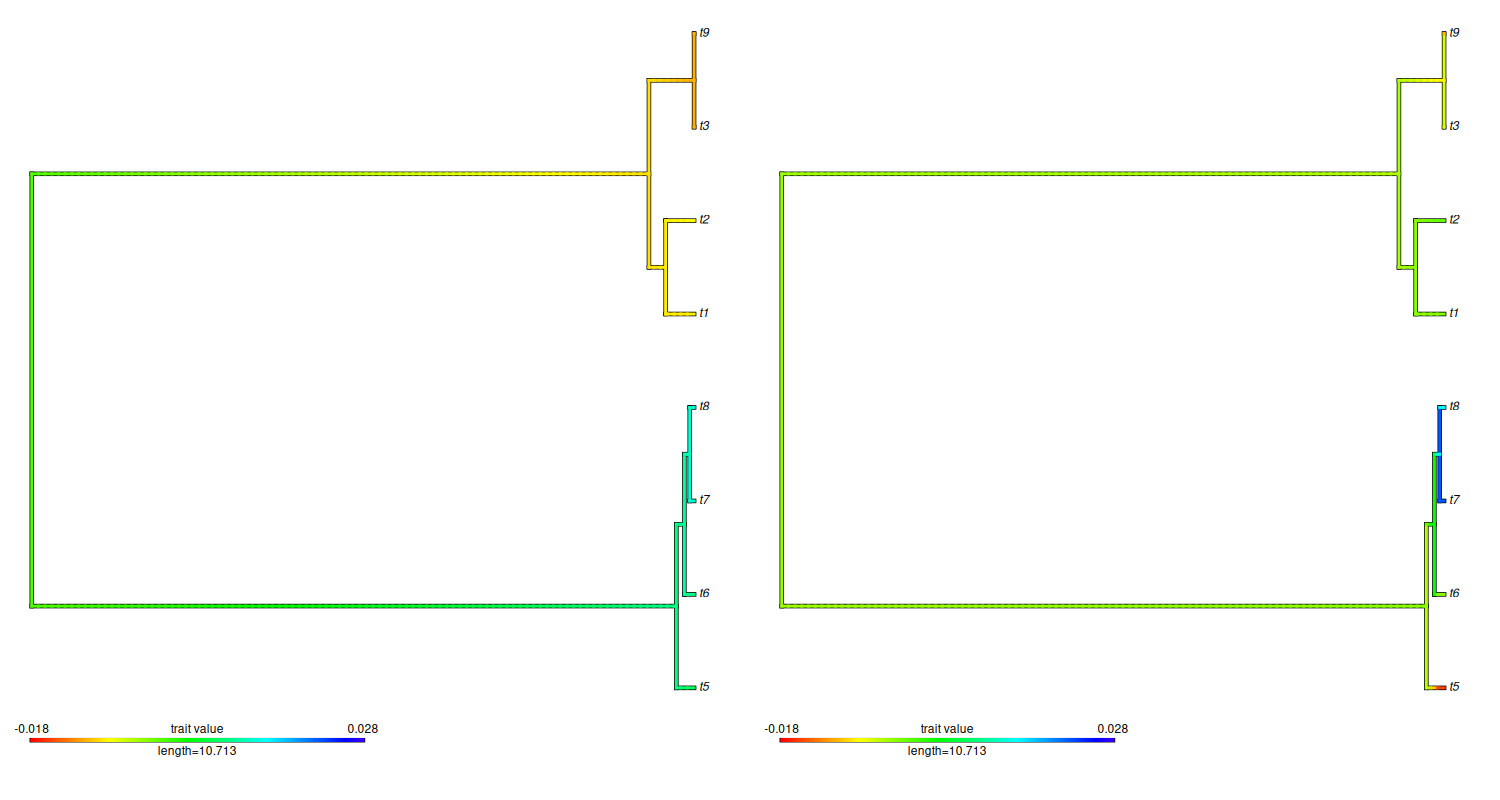 t9
t3
t2
t1
t8
t7
t6
t5
-0.018 trait value 0.028
length=10.713
t9
t3
t2
t1
t8
t7
t6
t5
-0.018 trait value 0.028
length=10.713